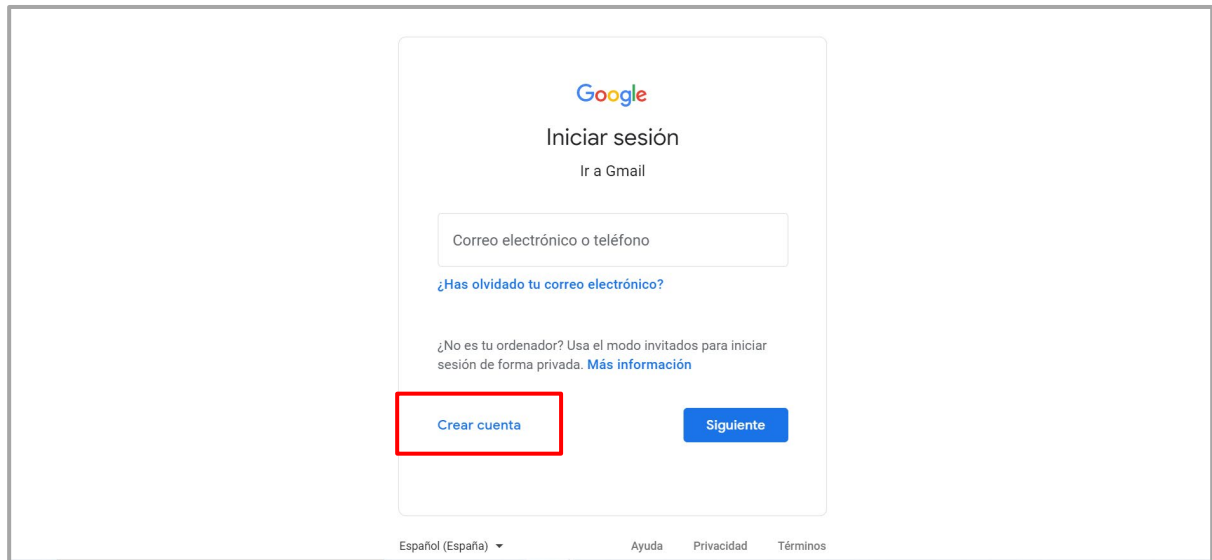 Google
Iniciar sesión
Ir a Gmail
Correo electrónico o teléfono
¿Has olvidado tu correo electrónico?
¿No es tu ordenador? Usa el modo invitados para iniciar
sesión de forma privada. Más información
Crear cuenta Siguiente
Español (España) Ayuda Privacidad Términos